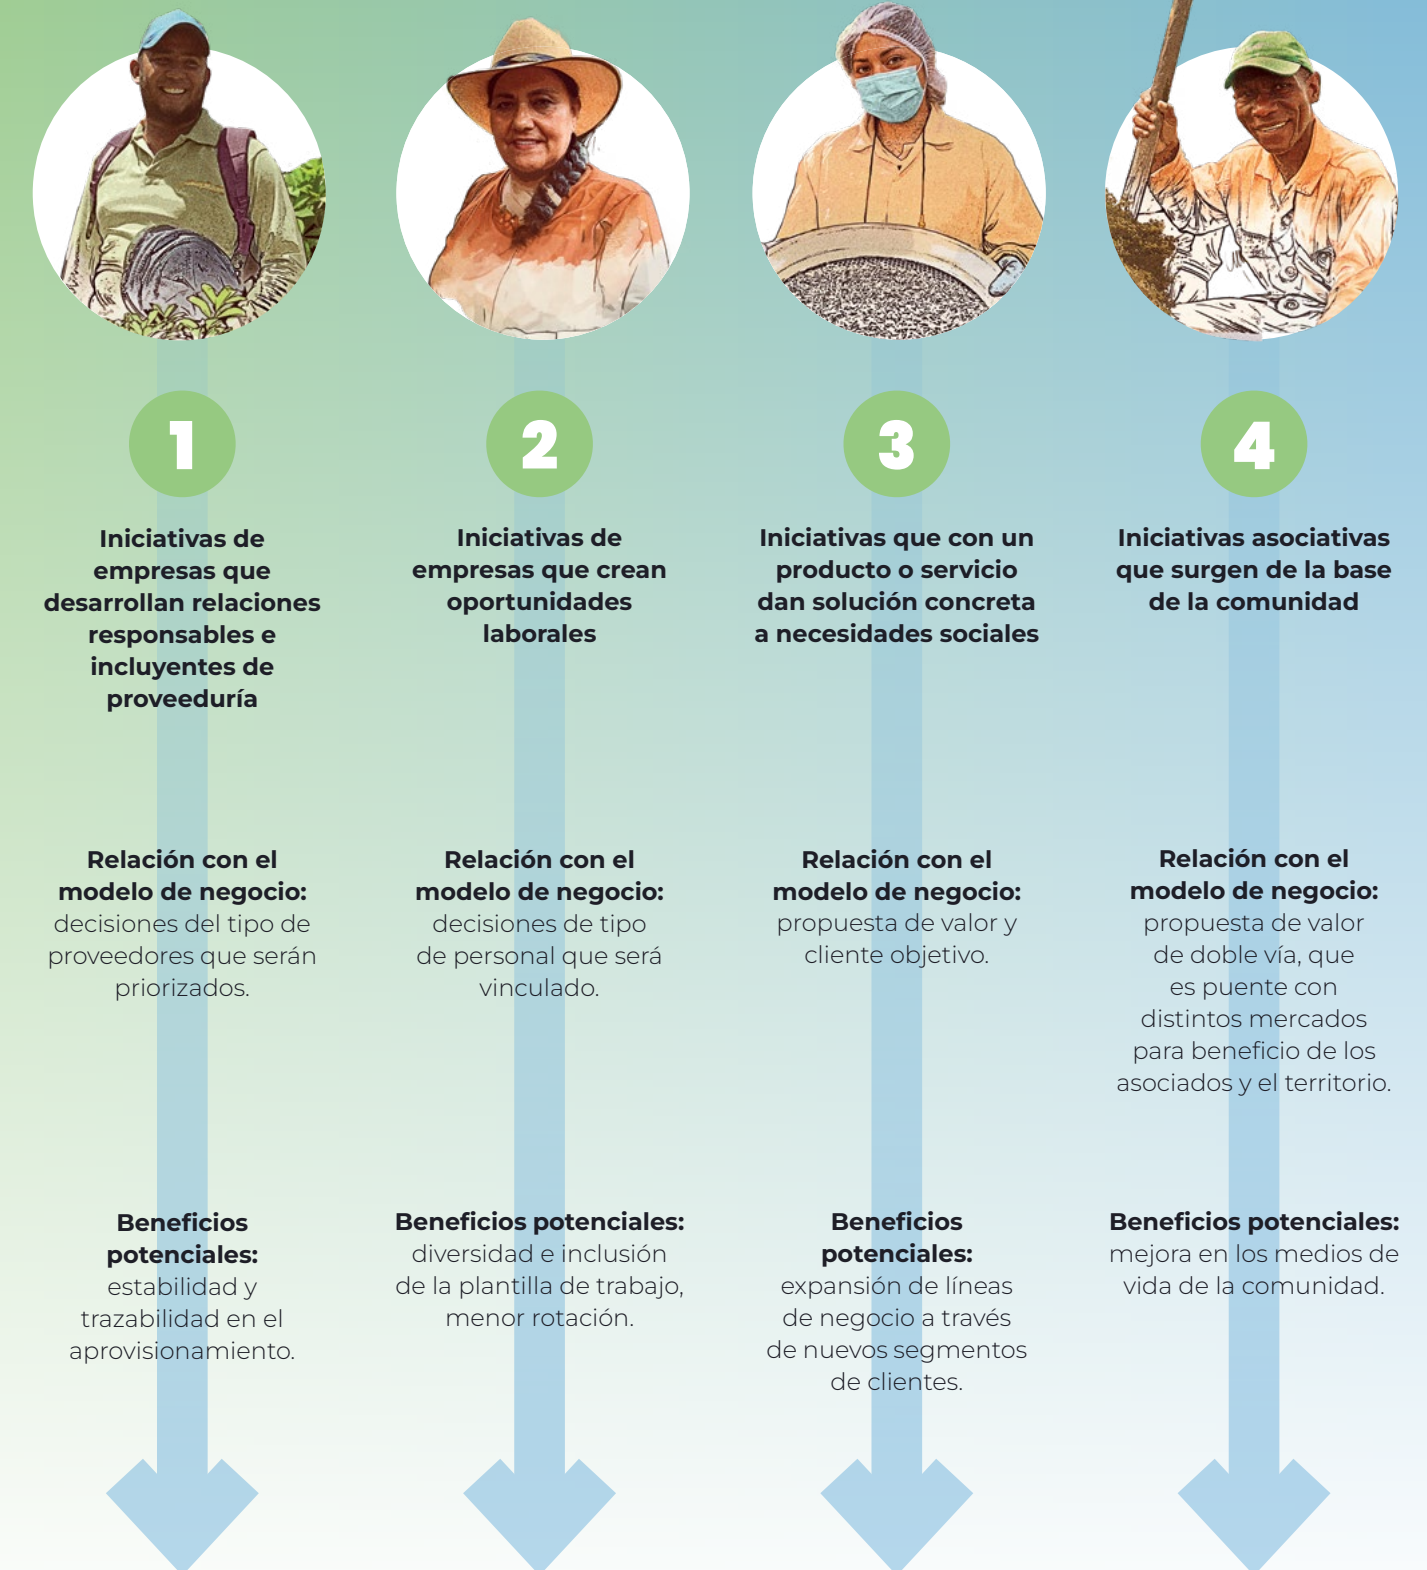 1
Iniciativas de
empresas que
desarrollan relaciones
responsables e
incluyentes de
proveeduría
Relación con el
modelo de negocio:
decisiones del tipo de
proveedores que serán
priorizados.
Beneficios
potenciales:
estabilidad y
trazabilidad en el
aprovisionamiento.
2
Iniciativas de
empresas que crean
oportunidades
laborales
Relación con el
modelo de negocio:
decisiones de tipo
de personal que será
vinculado.
Beneficios potenciales:
diversidad e inclusión
de la plantilla de trabajo,
menor rotación.
3
Iniciativas que con un
producto o servicio
dan solución concreta
a necesidades sociales
Relación con el
modelo de negocio:
propuesta de valor y
cliente objetivo.
Beneficios
potenciales:
expansión de líneas
de negocio a través
de nuevos segmentos
de clientes.
4
Iniciativas asociativas
que surgen de la base
de la comunidad
Relación con el
modelo de negocio:
propuesta de valor
de doble vía, que
es puente con
distintos mercados
para beneficio de los
asociados y el territorio.
Beneficios potenciales:
mejora en los medios de
vida de la comunidad.